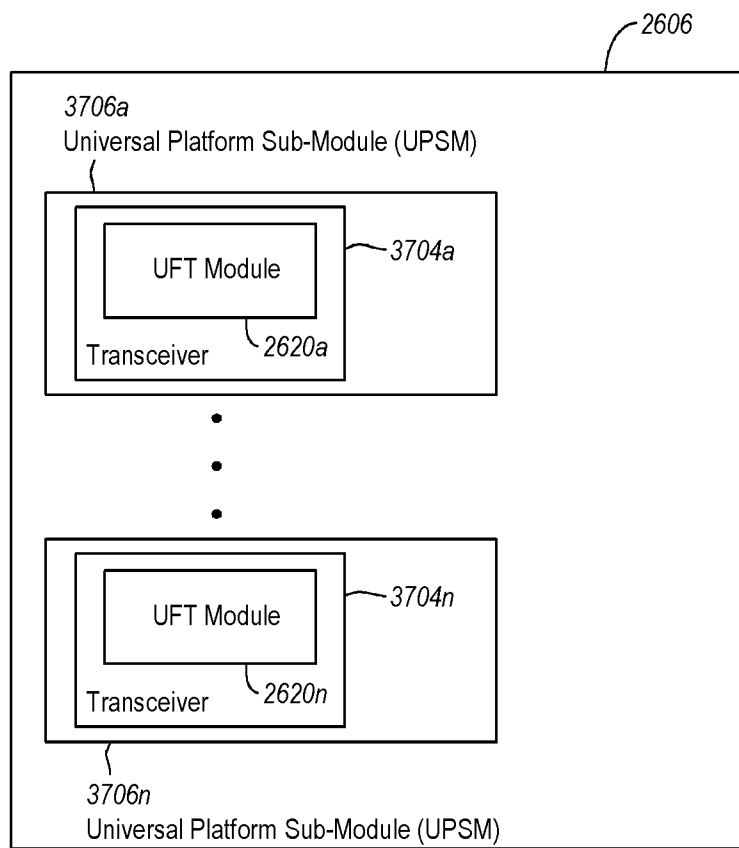 2606
3706a
Universal Platform Sub-Module (UPSM)
UFT Module
3704a
2620a
Transceiver
UFT Module
3704n
2620n
Transceiver
3706n
Universal Platform Sub-Module (UPSM)